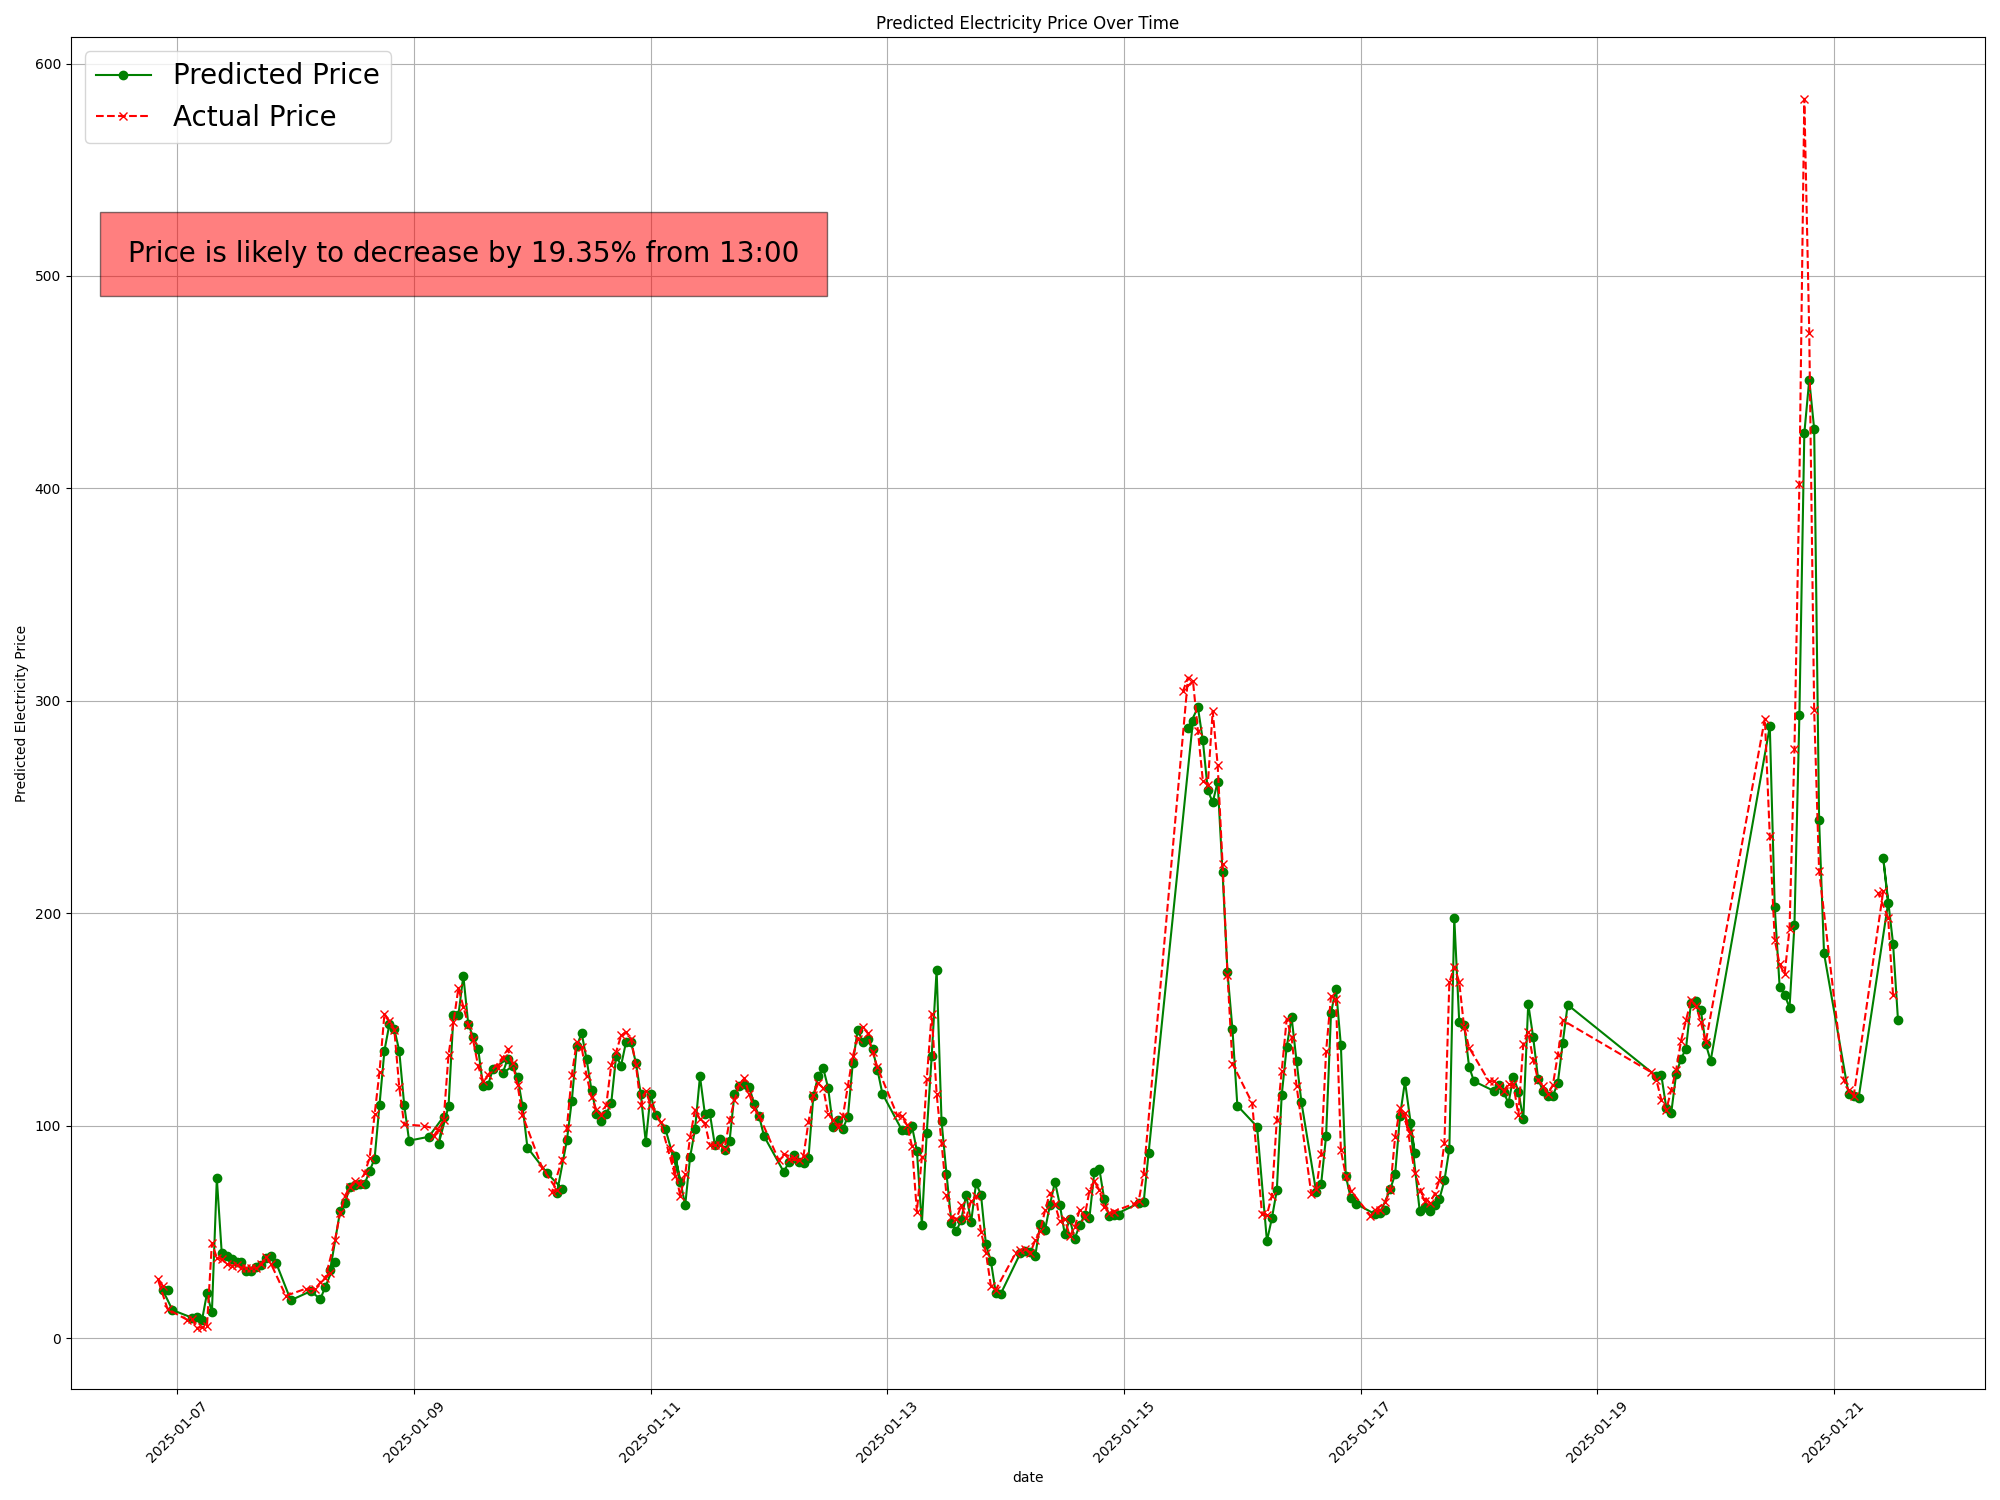 Predicted Electricity Price Over Time
Predicted Price
Actual Price
Price is likely to decrease by 19.35% from 13:00
Predicted Electricity Price
600
500
400
300
200
100
0
2025-01-07
2025-01-09
2025-01-11
2025-01-13
2025-01-15
2025-01-17
2025-01-19
2025-01-21
date